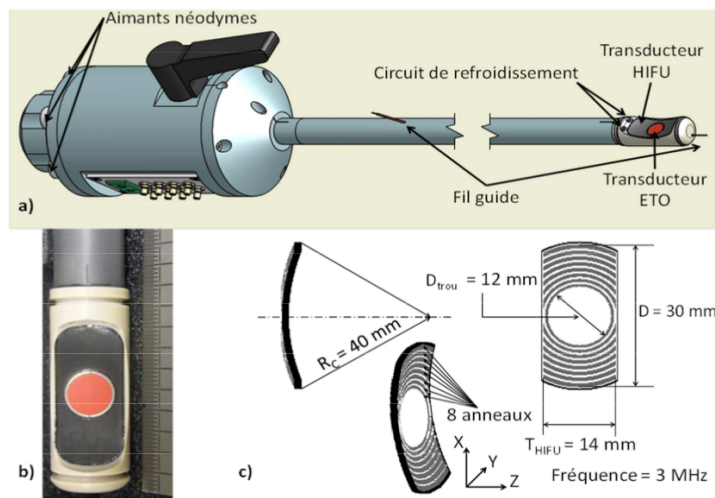 Aimants néodymes
Transducteur
HIFU
Circuit de refroidissement
Transducteur
ETO
Fil guide
a)
b)
c)
D_trou = 12 mm
D = 30 mm
R_C = 40 mm
8 anneaux
T_HIFU = 14 mm
X
Y
Z
Fréquence = 3 MHz